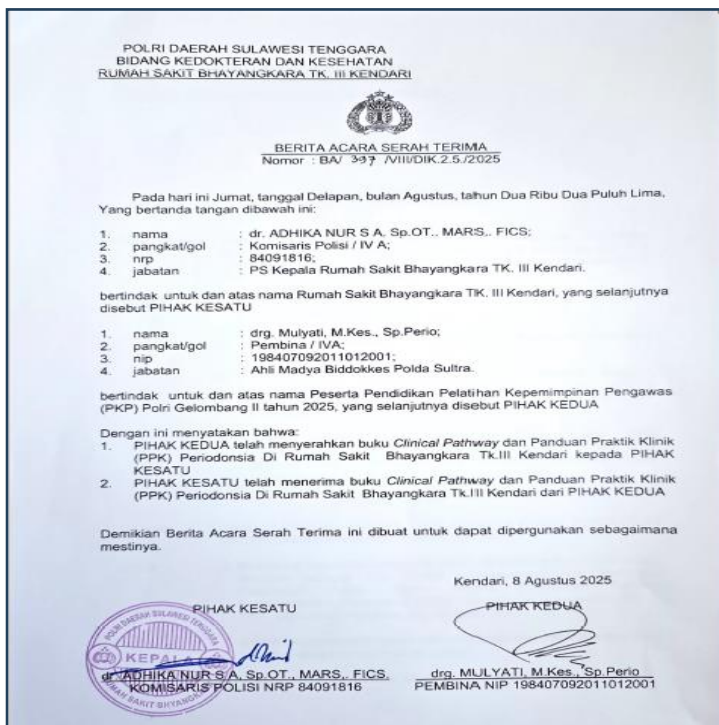 POLRI DAERAH SULAWESI TENGGARA
BIDANG KEDOKTERAN DAN KESEHATAN
RUMAH SAKIT BHAYANGKARA TK. III KENDARI
BERITA ACARA SERAH TERIMA
Nomor : BA/ 397 /VIII/DIK.2.5./2025
Pada hari ini Jumat, tanggal Delapan, bulan Agustus, tahun Dua Ribu Dua Puluh Lima,
Yang bertanda tangan dibawah ini:
1. nama : dr. ADHIKA NUR S A, Sp.OT., MARS,. FICS;
2. pangkat/gol : Komisaris Polisi / IV A;
3. nrp : 84091816;
4. jabatan : PS Kepala Rumah Sakit Bhayangkara TK. III Kendari.
bertindak untuk dan atas nama Rumah Sakit Bhayangkara TK. III Kendari, yang selanjutnya
disebut PIHAK KESATU
1. nama : drg. Mulyati, M.Kes., Sp.Perio;
2. pangkat/gol : Pembina / IVA;
3. nip : 198407092011012001;
4. jabatan : Ahli Madya Biddokkes Polda Sultra.
bertindak untuk dan atas nama Peserta Pendidikan Pelatihan Kepemimpinan Pengawas
(PKP) Polri Gelombang II tahun 2025, yang selanjutnya disebut PIHAK KEDUA
Dengan ini menyatakan bahwa:
1. PIHAK KEDUA telah menyerahkan buku Clinical Pathway dan Panduan Praktik Klinik
(PPK) Periodonsia Di Rumah Sakit Bhayangkara Tk.III Kendari kepada PIHAK
KESATU
2. PIHAK KESATU telah menerima buku Clinical Pathway dan Panduan Praktik Klinik
(PPK) Periodonsia Di Rumah Sakit Bhayangkara Tk.III Kendari dari PIHAK KEDUA
Demikian Berita Acara Serah Terima ini dibuat untuk dapat dipergunakan sebagaimana
mestinya.
Kendari, 8 Agustus 2025
PIHAK KESATU
POLRI DAERAH SULAWESI TENGGARA
KEPALA
RUMAH SAKIT BHAYANGKARA
dr. ADHIKA NUR S A, Sp.OT., MARS,. FICS.
KOMISARIS POLISI NRP 84091816
PIHAK KEDUA
drg. MULYATI, M.Kes., Sp.Perio
PEMBINA NIP 198407092011012001